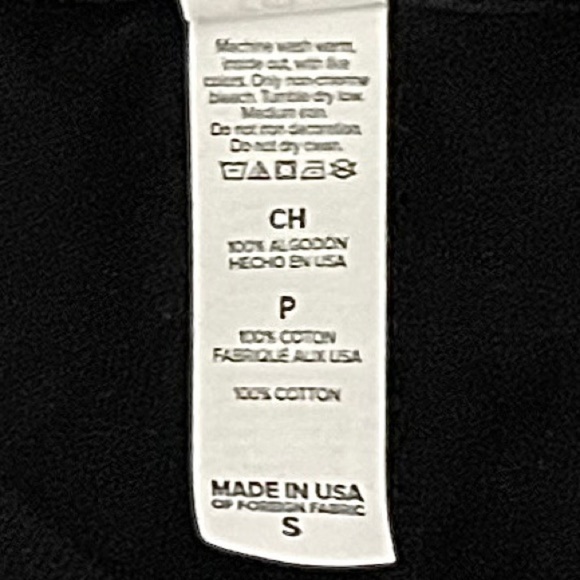 Machine wash warm,
inside out, with like
colors. Only non-chlorine
bleach. Tumble dry low.
Medium iron.
Do not iron decoration.
Do not dry clean.
CH
100% ALGODÓN
HECHO EN USA
P
100% COTON
FABRIQUÉ AUX USA
100% COTTON
MADE IN USA
OF FOREIGN FABRIC
S